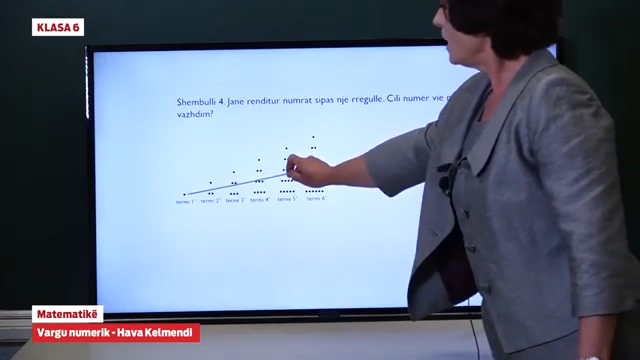 KLASA 6
Shembulli 4. Jane renditur numrat sipas nje rregulle. Cili numer vie
vazhdim?
termi 1' termi 2' termi 3' termi 4' termi 5' termi 6'
Matematikë
Vargu numerik - Hava Kelmendi